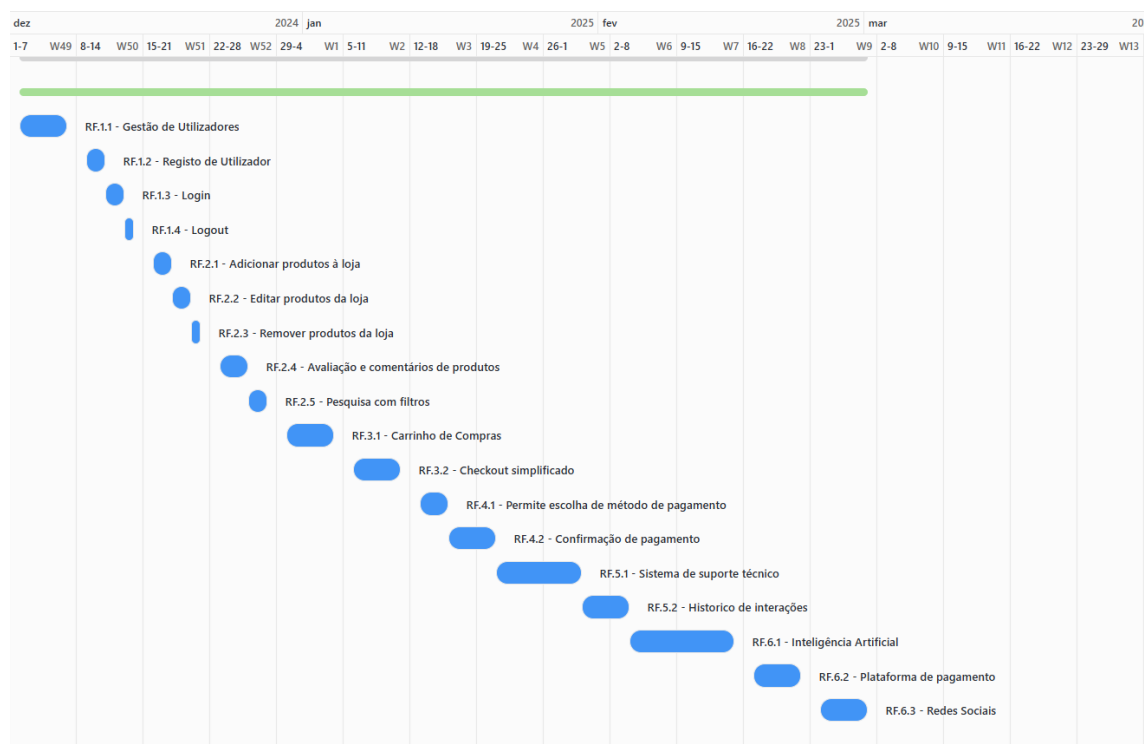 dez 2024 jan 2025 fev 2025 mar 20
1-7 W49 8-14 W50 15-21 W51 22-28 W52 29-4 W1 5-11 W2 12-18 W3 19-25 W4 26-1 W5 2-8 W6 9-15 W7 16-22 W8 23-1 W9 2-8 W10 9-15 W11 16-22 W12 23-29 W13
RF.1.1 - Gestão de Utilizadores
RF.1.2 - Registo de Utilizador
RF.1.3 - Login
RF.1.4 - Logout
RF.2.1 - Adicionar produtos à loja
RF.2.2 - Editar produtos da loja
RF.2.3 - Remover produtos da loja
RF.2.4 - Avaliação e comentários de produtos
RF.2.5 - Pesquisa com filtros
RF.3.1 - Carrinho de Compras
RF.3.2 - Checkout simplificado
RF.4.1 - Permite escolha de método de pagamento
RF.4.2 - Confirmação de pagamento
RF.5.1 - Sistema de suporte técnico
RF.5.2 - Historico de interações
RF.6.1 - Inteligência Artificial
RF.6.2 - Plataforma de pagamento
RF.6.3 - Redes Sociais